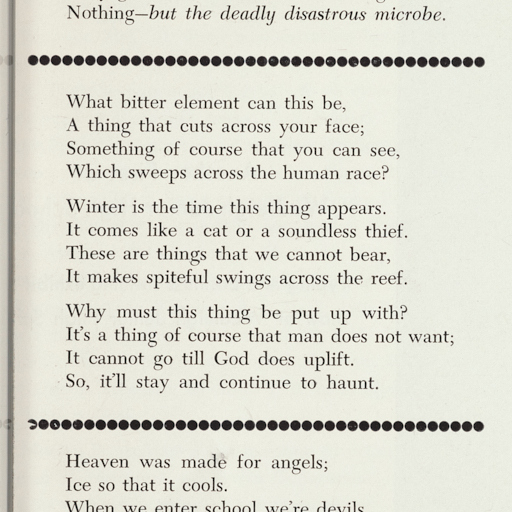 Nothing—but the deadly disastrous microbe.
What bitter element can this be,
A thing that cuts across your face;
Something of course that you can see,
Which sweeps across the human race?
Winter is the time this thing appears.
It comes like a cat or a soundless thief.
These are things that we cannot bear,
It makes spiteful swings across the reef.
Why must this thing be put up with?
It's a thing of course that man does not want;
It cannot go till God does uplift.
So, it'll stay and continue to haunt.
Heaven was made for angels;
Ice so that it cools.
When we enter school we're devils